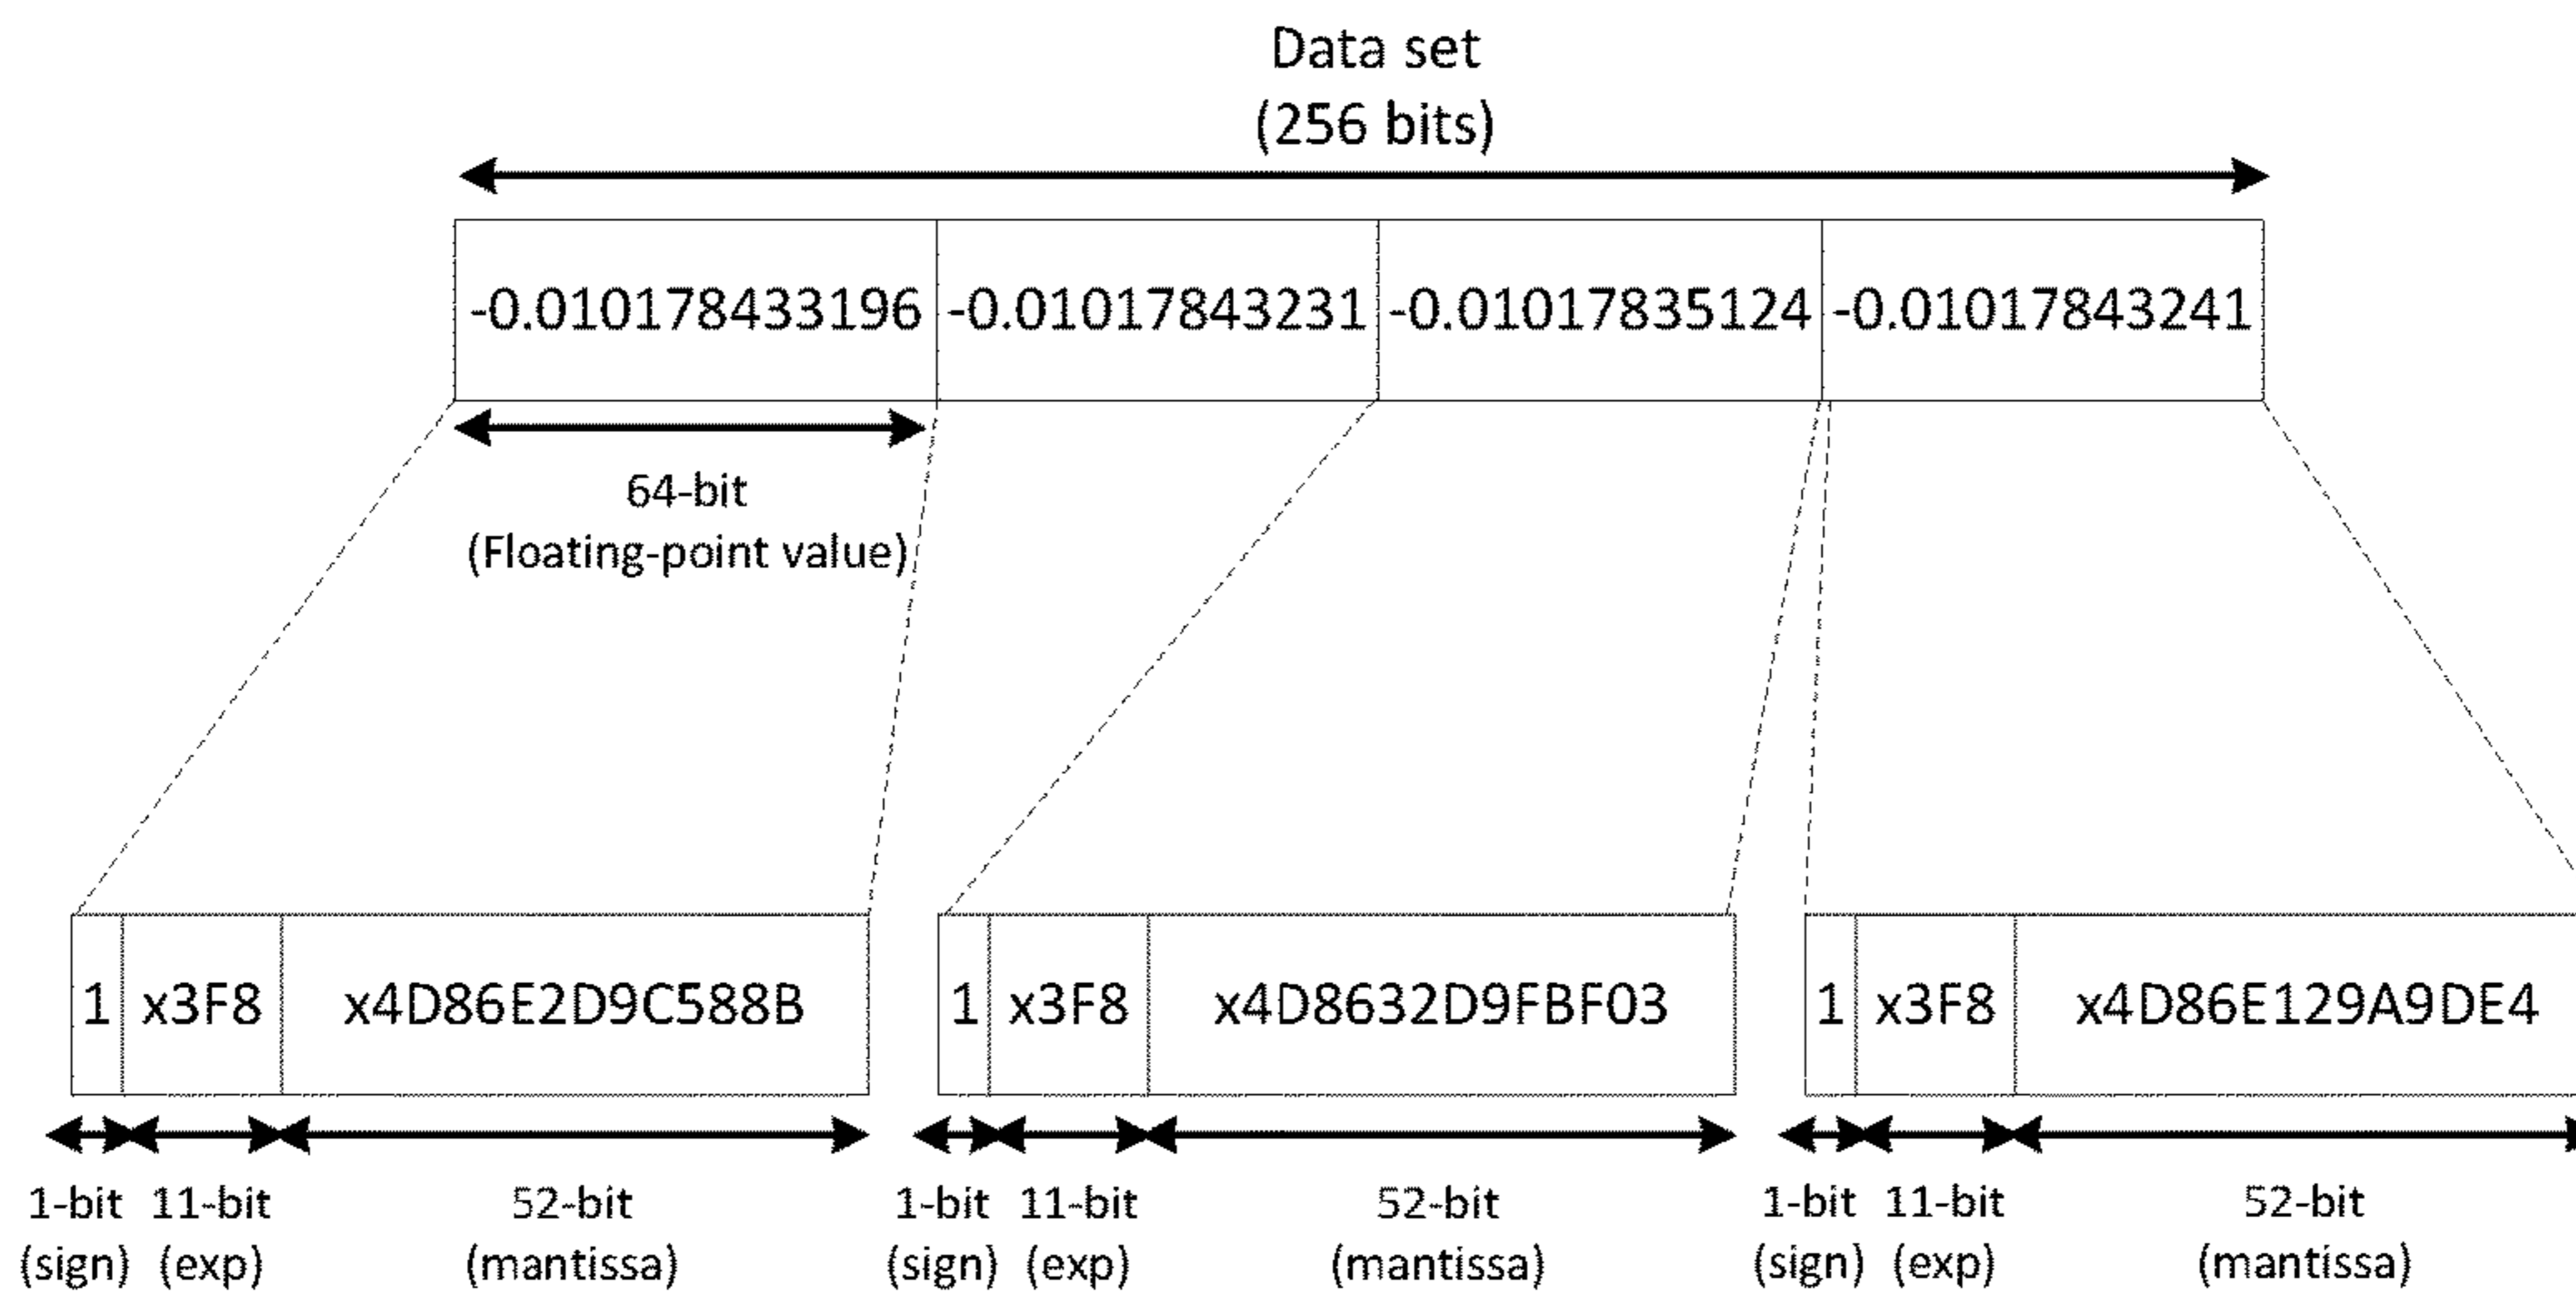 Data set
(256 bits)
-0.010178433196 -0.01017843231 -0.01017835124 -0.01017843241
64-bit
(Floating-point value)
1 x3F8 x4D86E2D9C588B 1 x3F8 x4D8632D9FBF03 1 x3F8 x4D86E129A9DE4
1-bit 11-bit 52-bit 1-bit 11-bit 52-bit 1-bit 11-bit 52-bit
(sign) (exp) (mantissa) (sign) (exp) (mantissa) (sign) (exp) (mantissa)